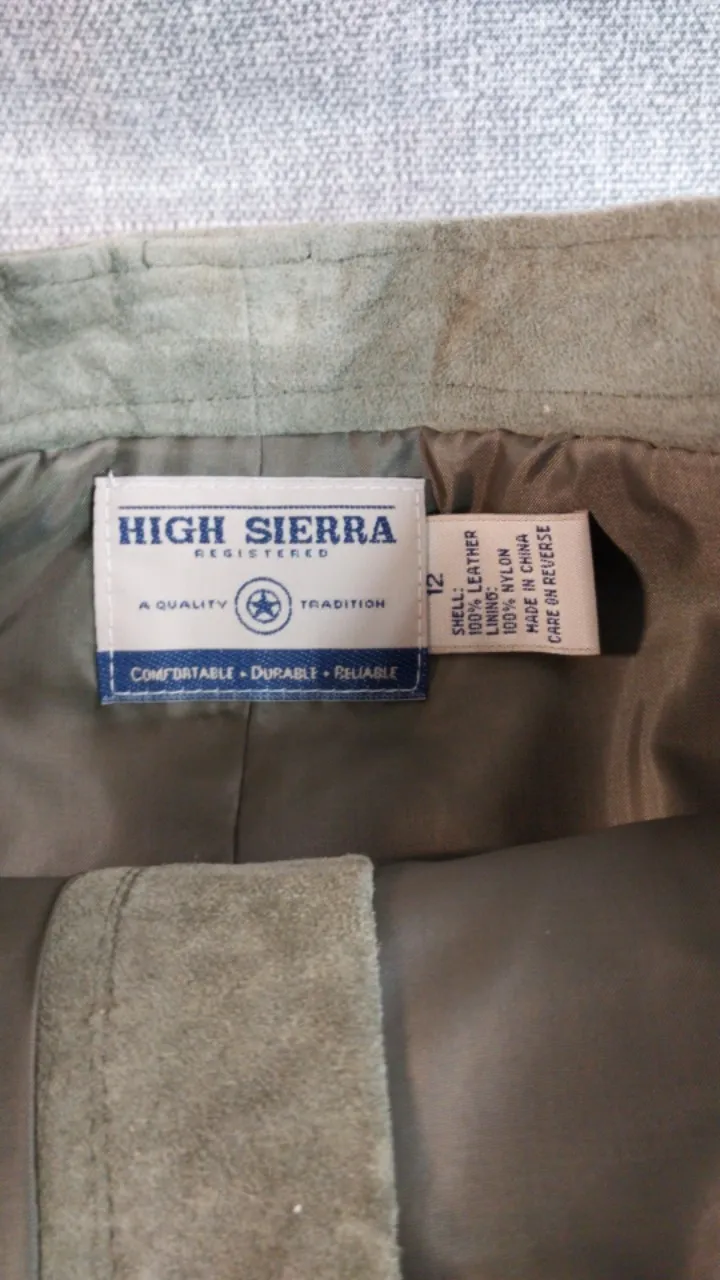 HIGH SIERRA
REGISTERED
A QUALITY TRADITION
COMFORTABLE • DURABLE • RELIABLE
12
SHELL:
100% LEATHER
LINING:
100% NYLON
MADE IN CHINA
CARE ON REVERSE